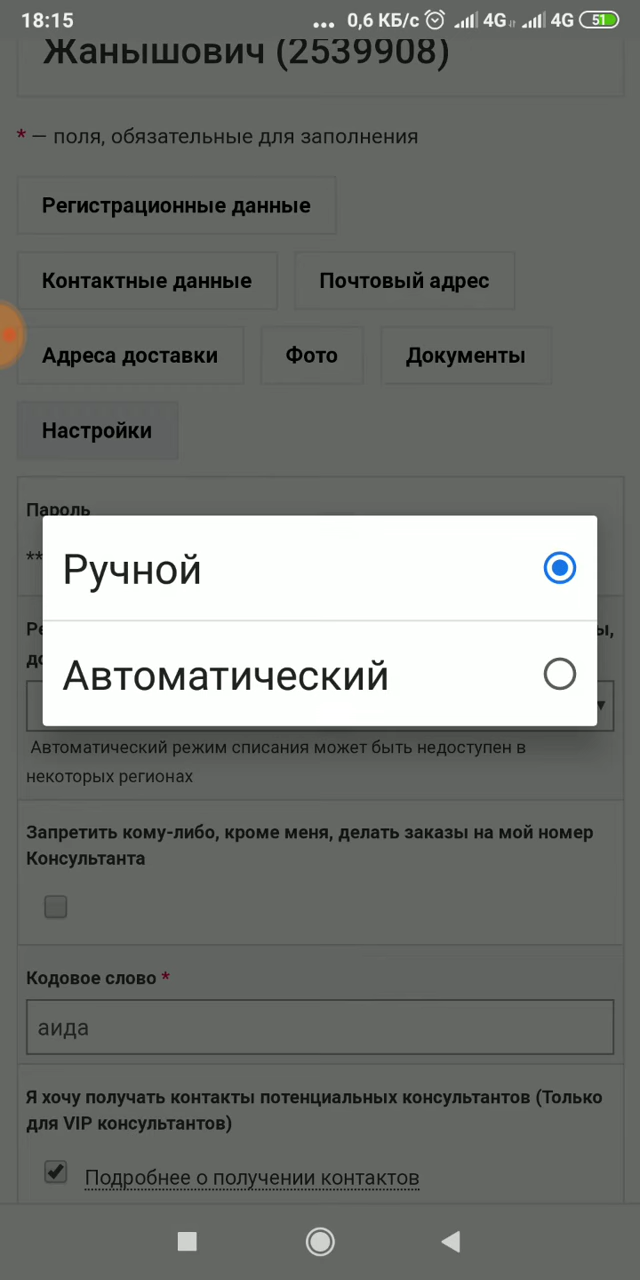 18:15 ... 0,6 КБ/с 4G 4G 51
Жанышович (2539908)
* — поля, обязательные для заполнения
Регистрационные данные
Контактные данные Почтовый адрес
Адреса доставки Фото Документы
Настройки
Пароль
**
Ручной
Ре ы,
до
Автоматический
Автоматический режим списания может быть недоступен в
некоторых регионах
Запретить кому-либо, кроме меня, делать заказы на мой номер
Консультанта
Кодовое слово *
аида
Я хочу получать контакты потенциальных консультантов (Только
для VIP консультантов)
Подробнее о получении контактов